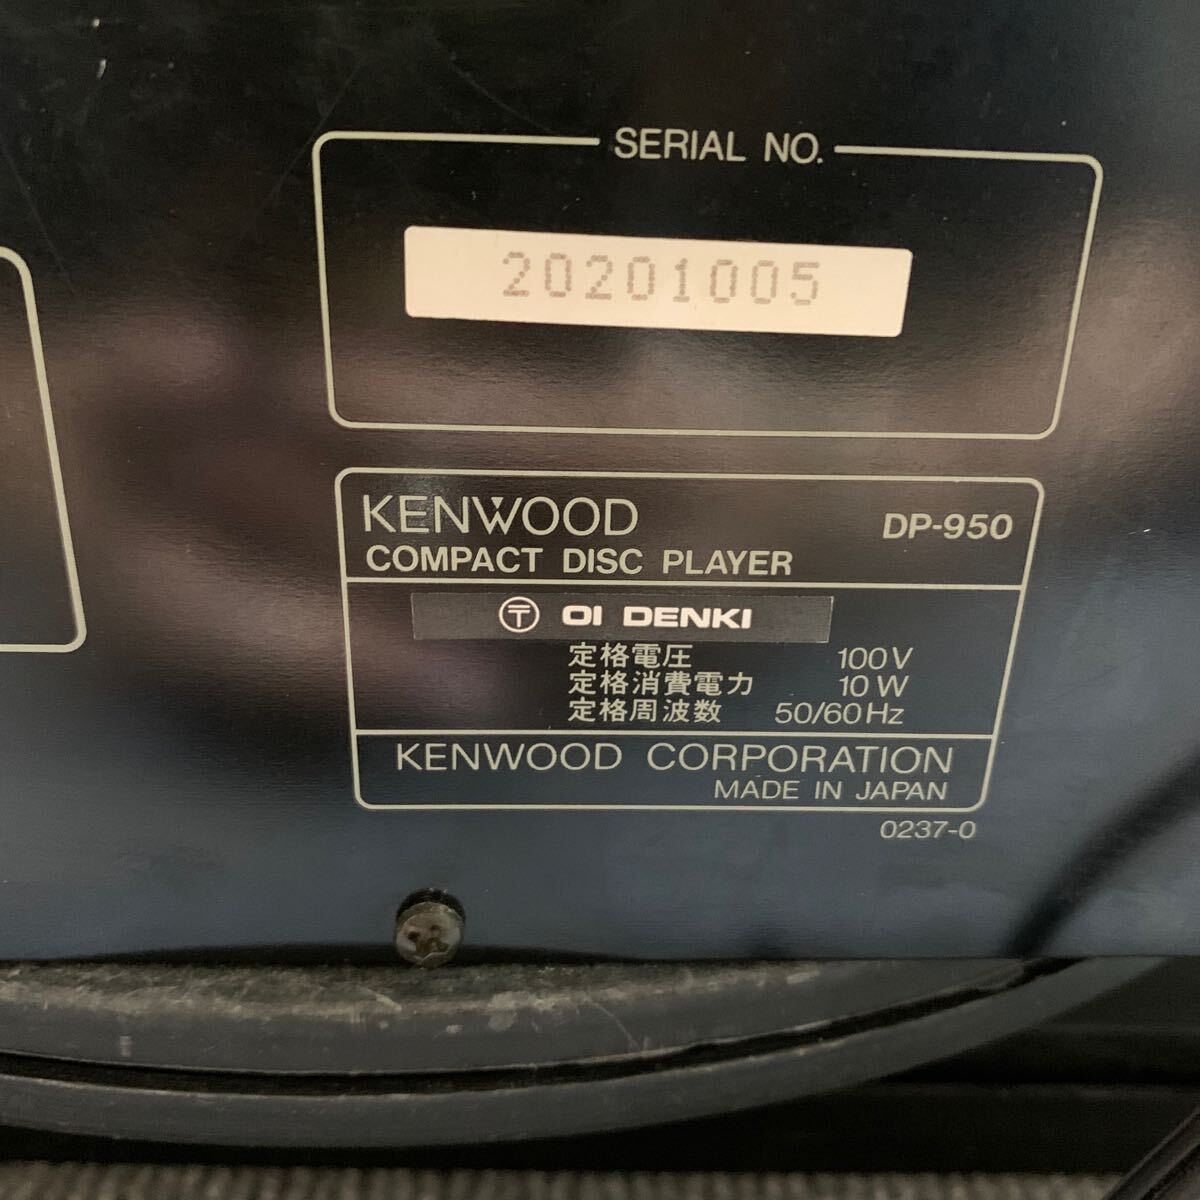 SERIAL NO.
20201005
KENWOOD DP-950
COMPACT DISC PLAYER
〒 OI DENKI
定格電圧 100V
定格消費電力 10W
定格周波数 50/60Hz
KENWOOD CORPORATION
MADE IN JAPAN
0237-0